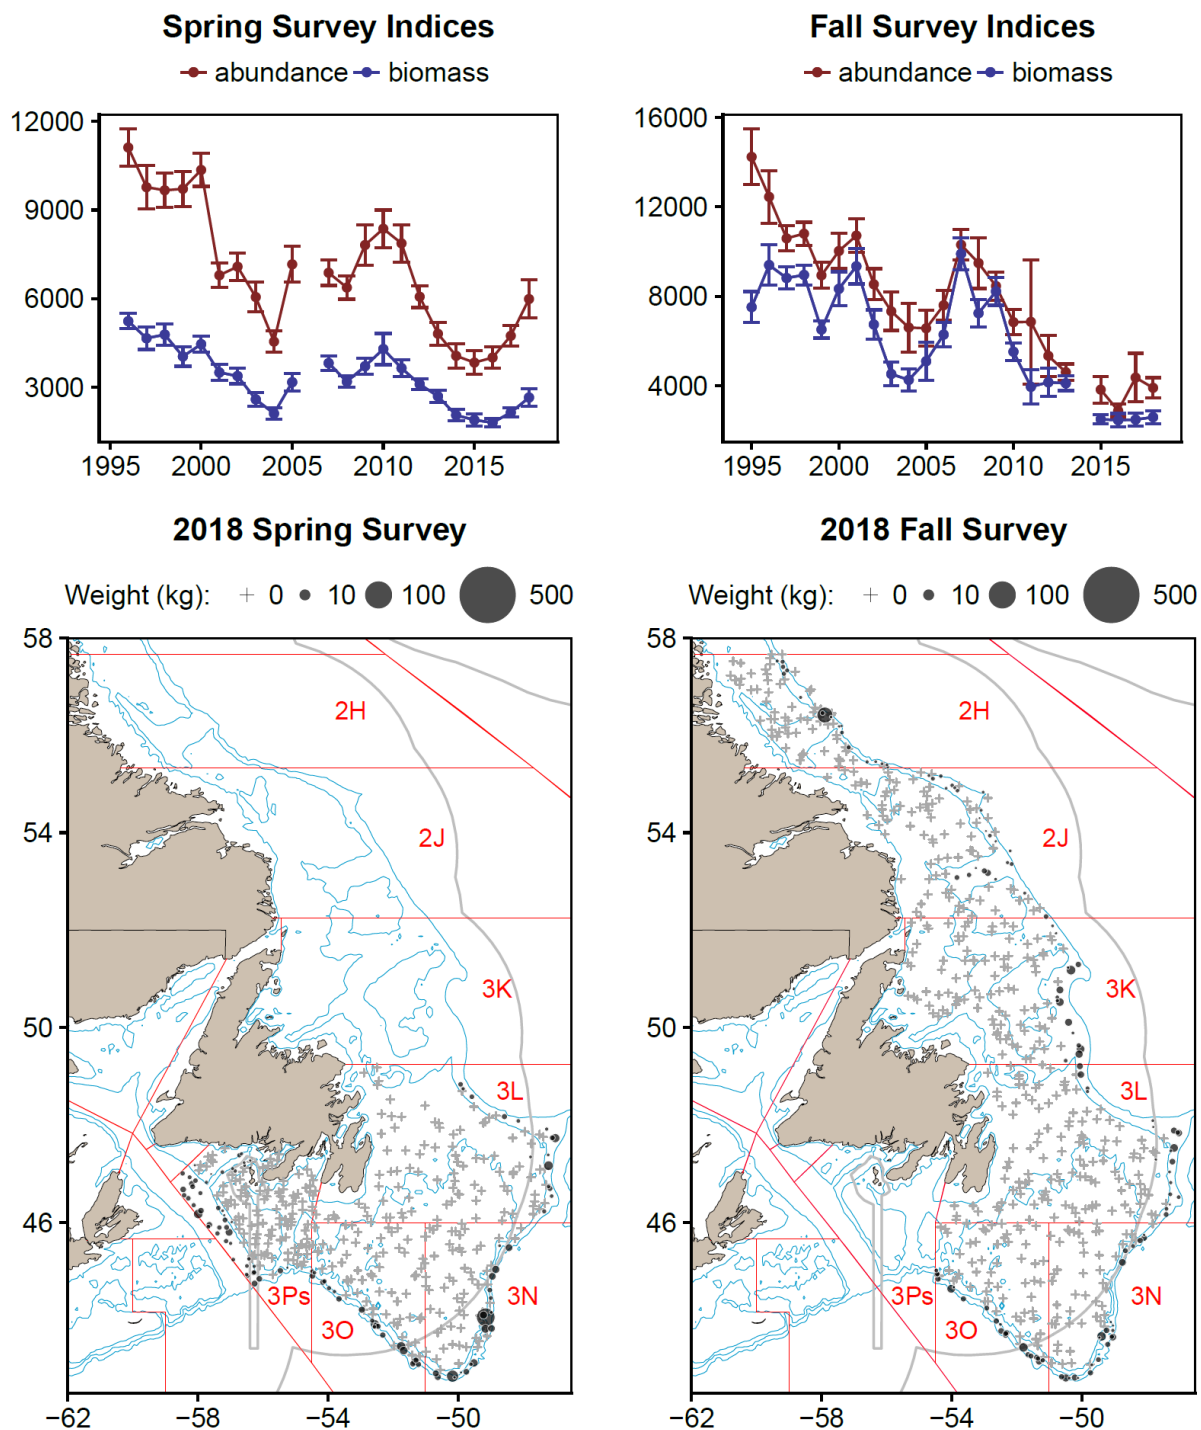 Spring Survey Indices
abundance biomass
12000
9000
6000
3000
1995 2000 2005 2010 2015
Fall Survey Indices
abundance biomass
16000
12000
8000
4000
1995 2000 2005 2010 2015
2018 Spring Survey
Weight (kg): 0 10 100 500
58
54
50
46
2H
2J
3K
3L
3Ps
3N
3O
−62 −58 −54 −50
2018 Fall Survey
Weight (kg): 0 10 100 500
58
54
50
46
2H
2J
3K
3L
3Ps
3N
3O
−62 −58 −54 −50